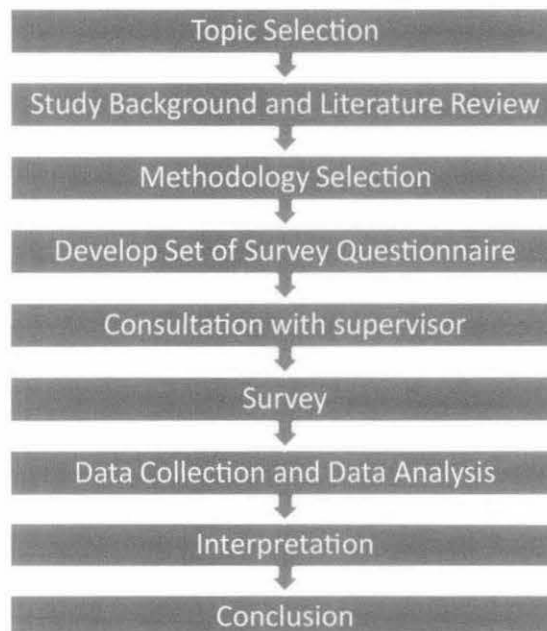 Topic Selection
Study Background and Literature Review
Methodology Selection
Develop Set of Survey Questionnaire
Consultation with supervisor
Survey
Data Collection and Data Analysis
Interpretation
Conclusion